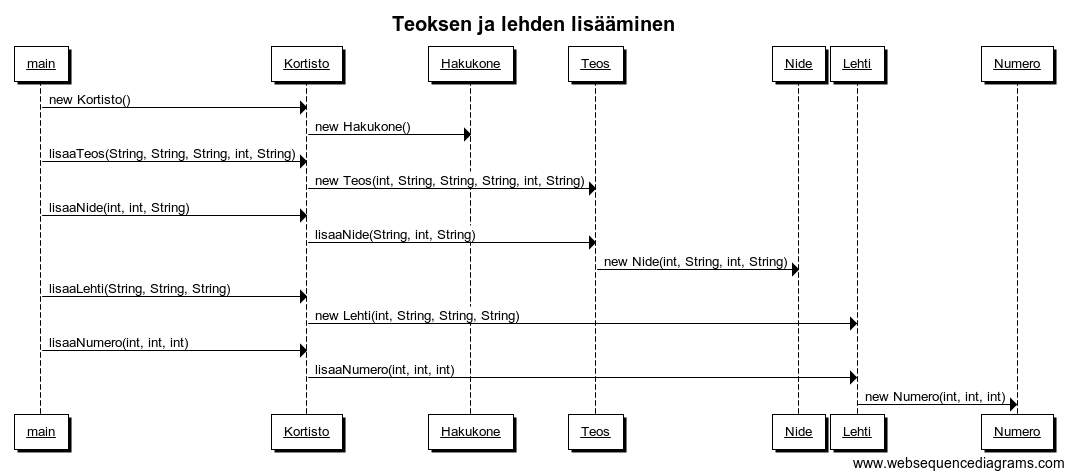 Teoksen ja lehden lisääminen
main Kortisto Hakukone Teos Nide Lehti Numero
new Kortisto()
new Hakukone()
lisaaTeos(String, String, String, int, String)
new Teos(int, String, String, String, int, String)
lisaaNide(int, int, String)
lisaaNide(String, int, String)
new Nide(int, String, int, String)
lisaaLehti(String, String, String)
new Lehti(int, String, String, String)
lisaaNumero(int, int, int)
lisaaNumero(int, int, int)
new Numero(int, int, int)
main Kortisto Hakukone Teos Nide Lehti Numero
www.websequencediagrams.com